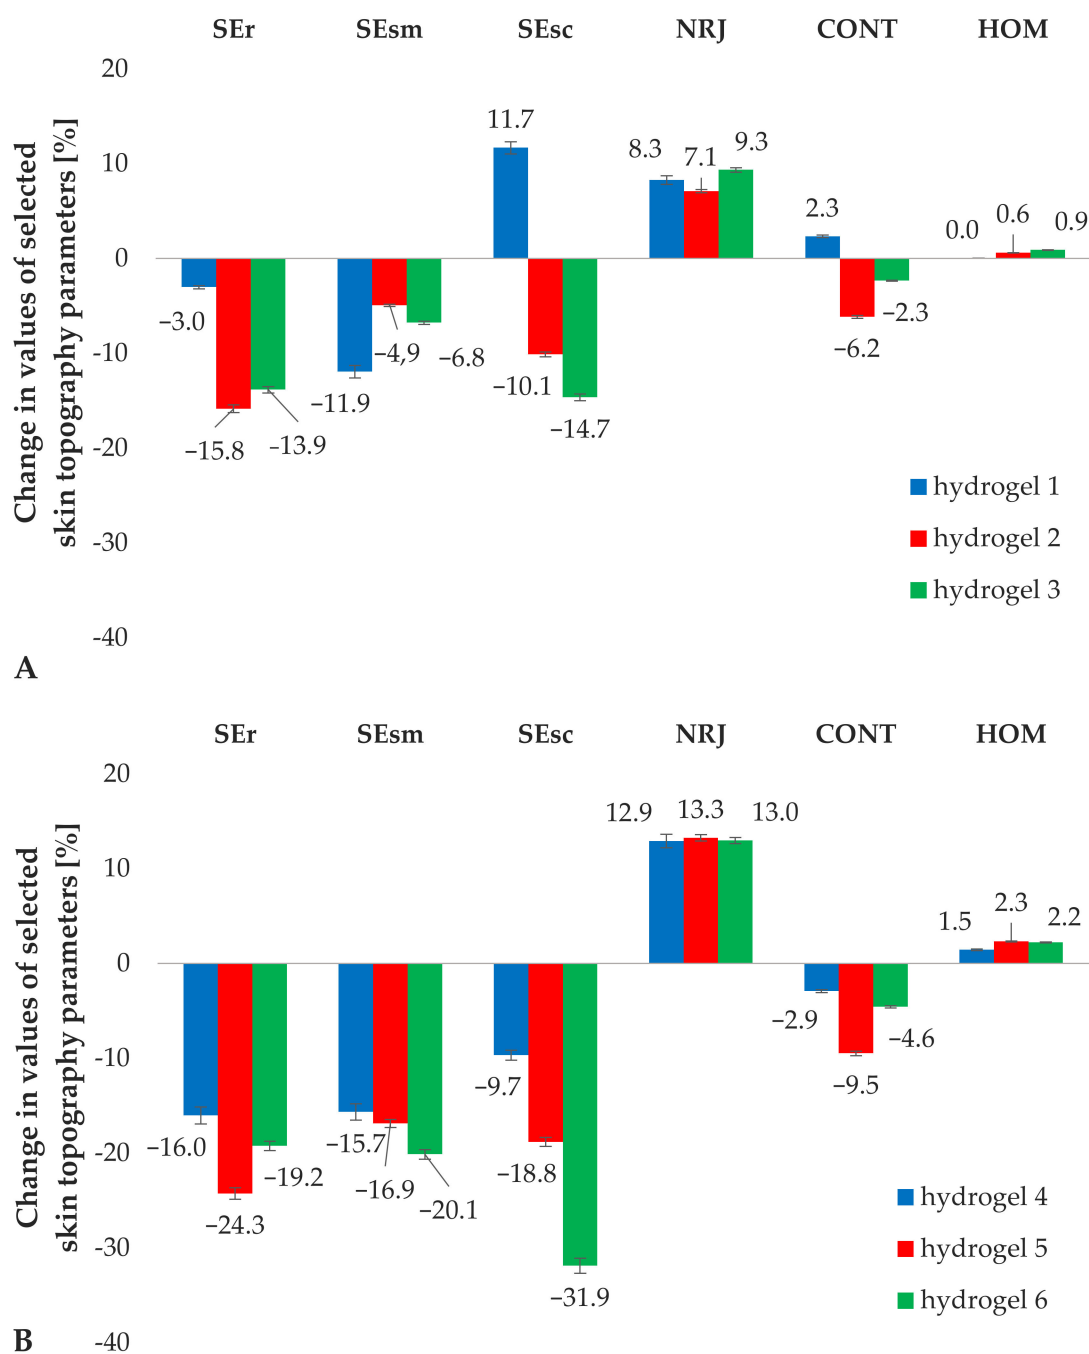 SEr SEsm SEsc NRJ CONT HOM
20
11.7
8.3 7.1 9.3
10
2.3
0.0 0.6 0.9
0
−3.0
−4,9 −6.8
−2.3
−6.2
-10
−11.9
−10.1
−14.7
−15.8 −13.9
-20
-30
-40
Change in values of selected
skin topography parameters [%]
hydrogel 1
hydrogel 2
hydrogel 3
A
SEr SEsm SEsc NRJ CONT HOM
20
12.9 13.3 13.0
10
1.5 2.3 2.2
0
−2.9
−4.6
-10
−9.7
−9.5
−16.0
−15.7
−19.2
−16.9
−18.8
-20
−24.3
−20.1
-30
−31.9
-40
Change in values of selected
skin topography parameters [%]
hydrogel 4
hydrogel 5
hydrogel 6
B